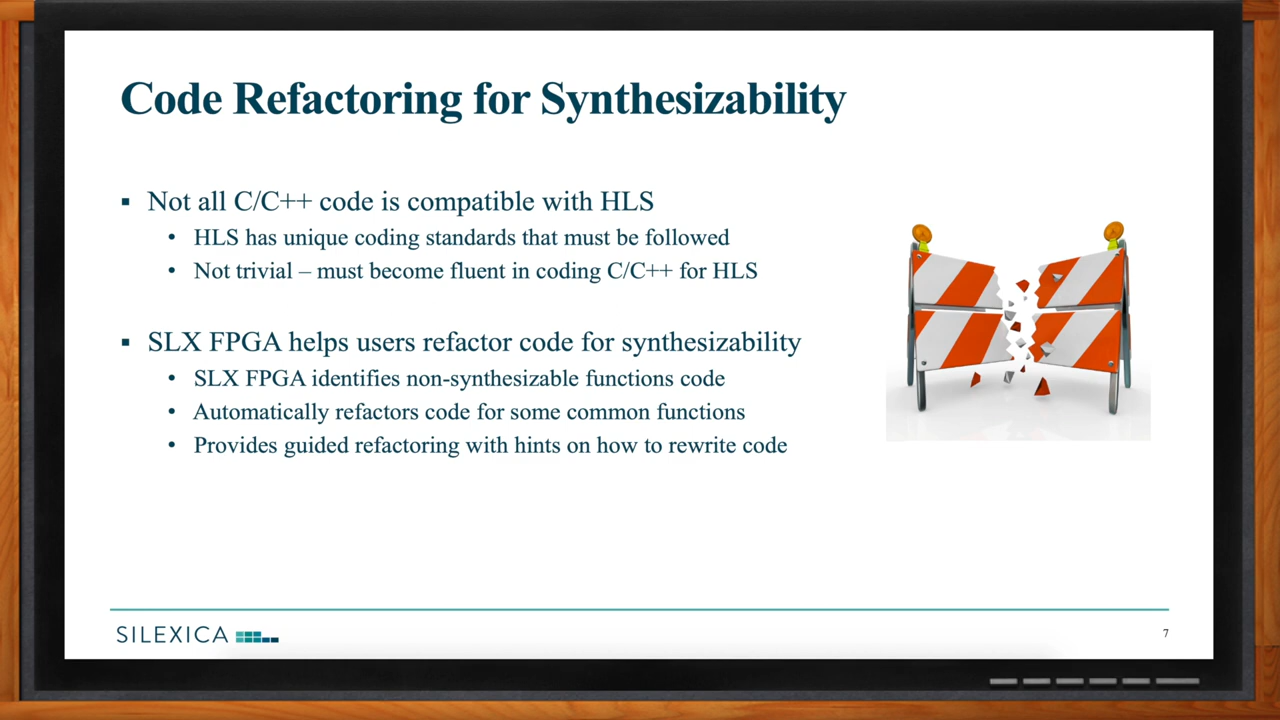 Code Refactoring for Synthesizability
▪ Not all C/C++ code is compatible with HLS
• HLS has unique coding standards that must be followed
• Not trivial – must become fluent in coding C/C++ for HLS
▪ SLX FPGA helps users refactor code for synthesizability
• SLX FPGA identifies non-synthesizable functions code
• Automatically refactors code for some common functions
• Provides guided refactoring with hints on how to rewrite code
SILEXICA
7